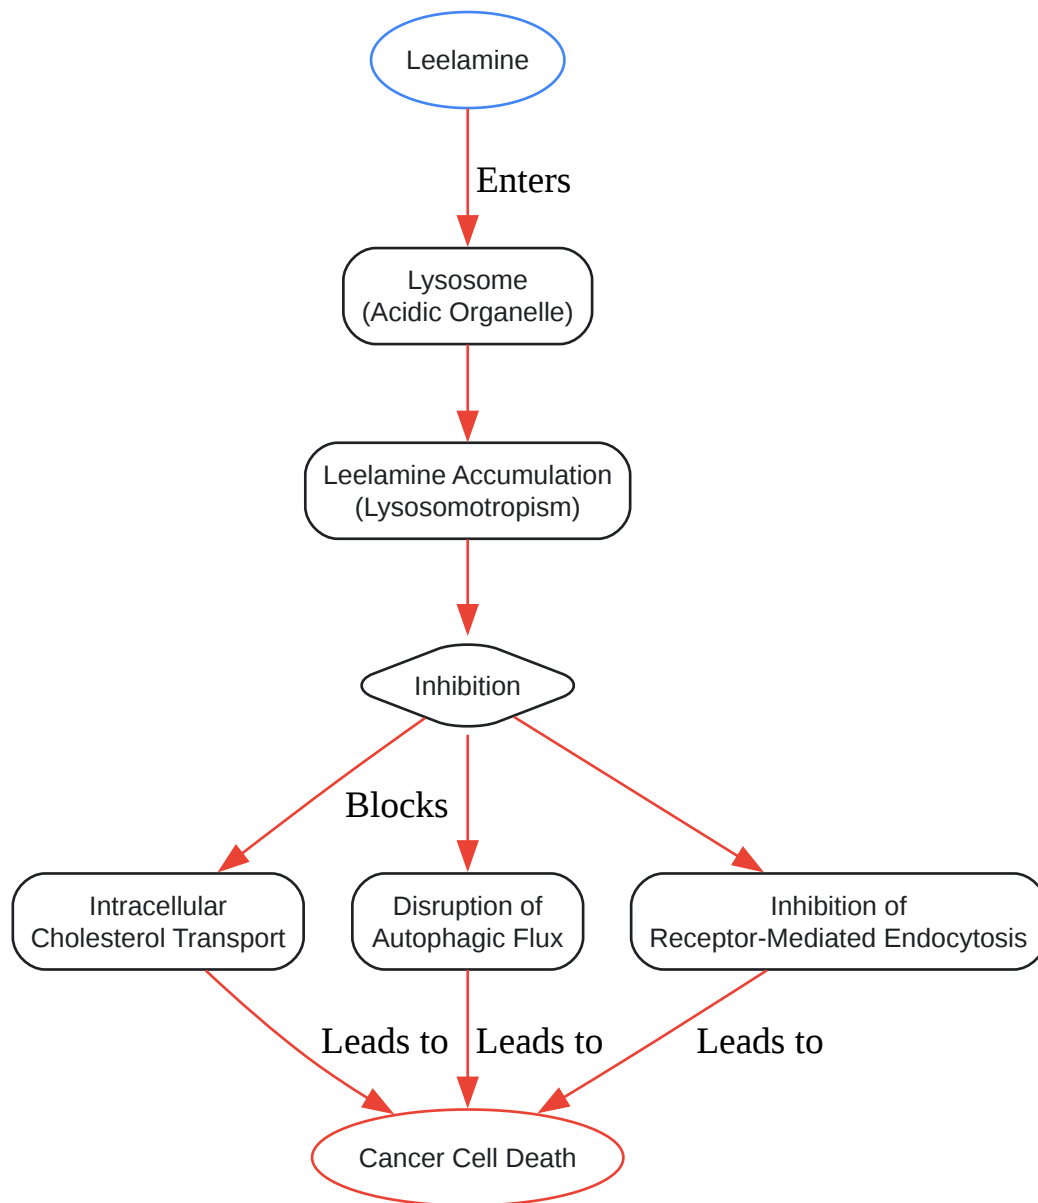 Leelamine
Enters
Lysosome
(Acidic Organelle)
Leelamine Accumulation
(Lysosomotropism)
Inhibition
Blocks
Intracellular
Cholesterol Transport
Disruption of
Autophagic Flux
Inhibition of
Receptor-Mediated Endocytosis
Leads to
Leads to
Leads to
Cancer Cell Death